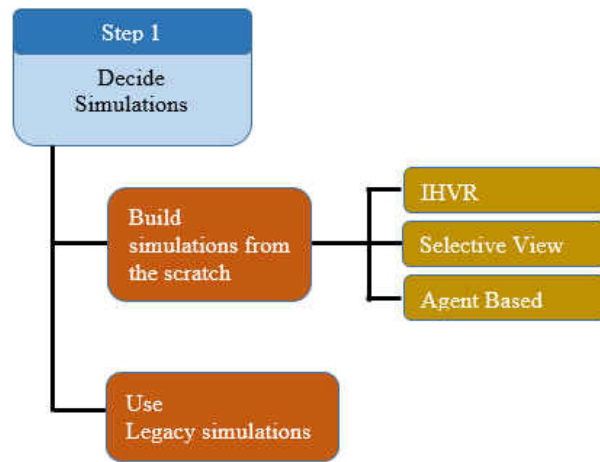 Step 1
Decide
Simulations
Build
simulations from
the scratch
IHVR
Selective View
Agent Based
Use
Legacy simulations